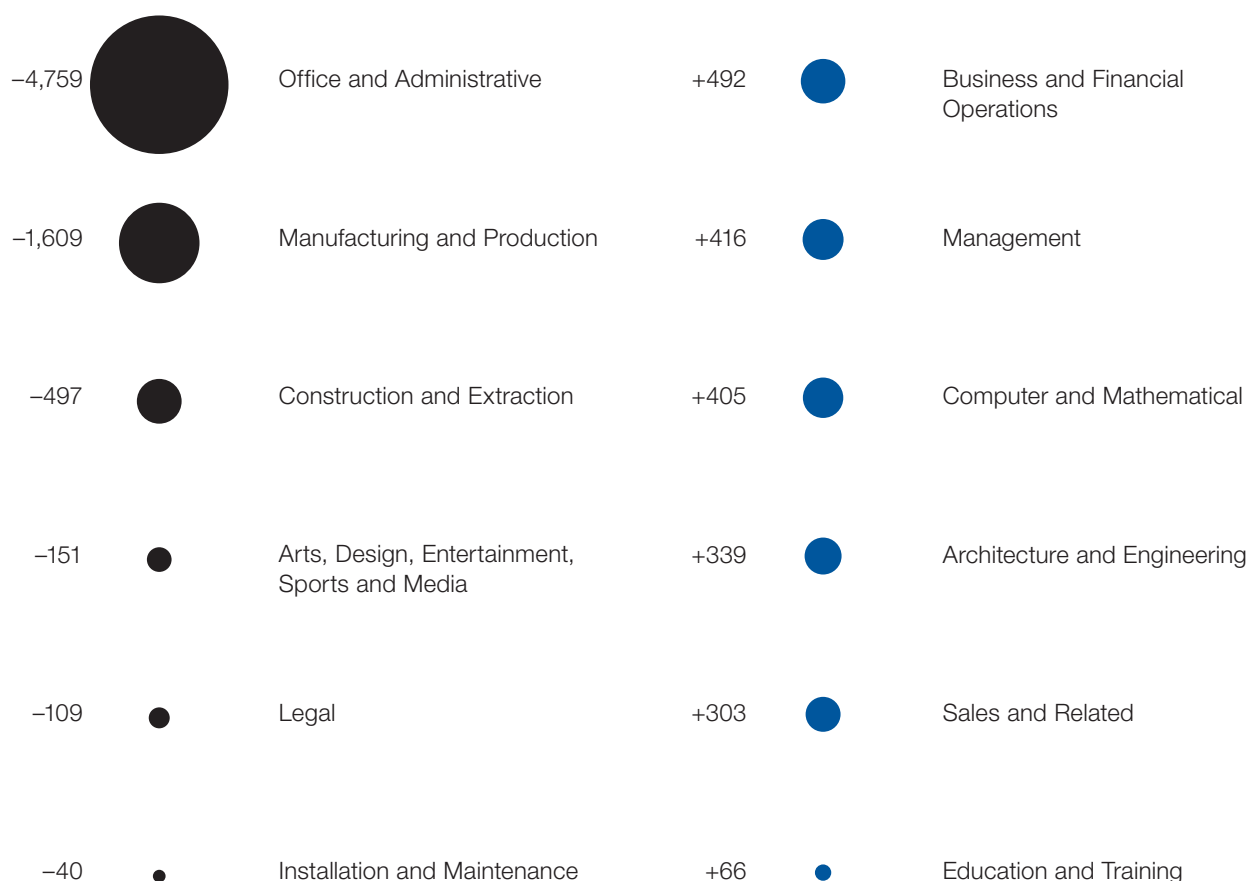 –4,759 Office and Administrative +492 Business and Financial
Operations
–1,609 Manufacturing and Production +416 Management
–497 Construction and Extraction +405 Computer and Mathematical
–151 Arts, Design, Entertainment, +339 Architecture and Engineering
Sports and Media
–109 Legal +303 Sales and Related
–40 Installation and Maintenance +66 Education and Training